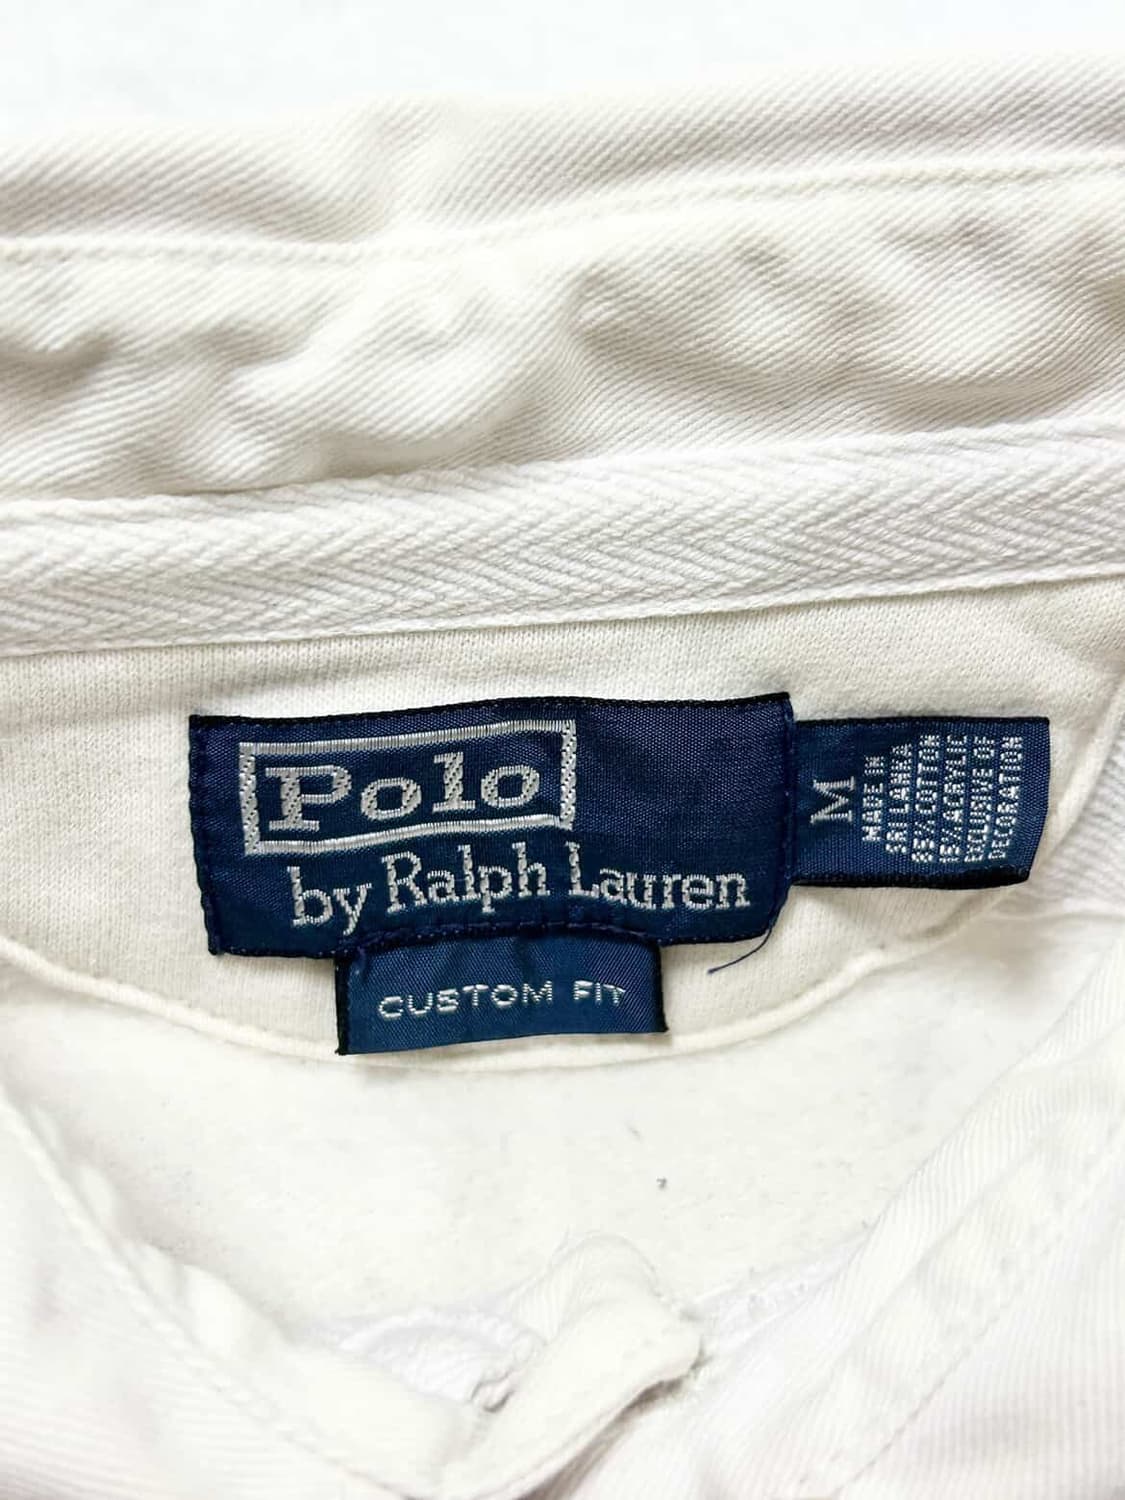 Polo
by Ralph Lauren
CUSTOM FIT
M
MADE IN
SRI LANKA
85% COTTON
15% ACRYLIC
EXCLUSIVE OF
DECORATION